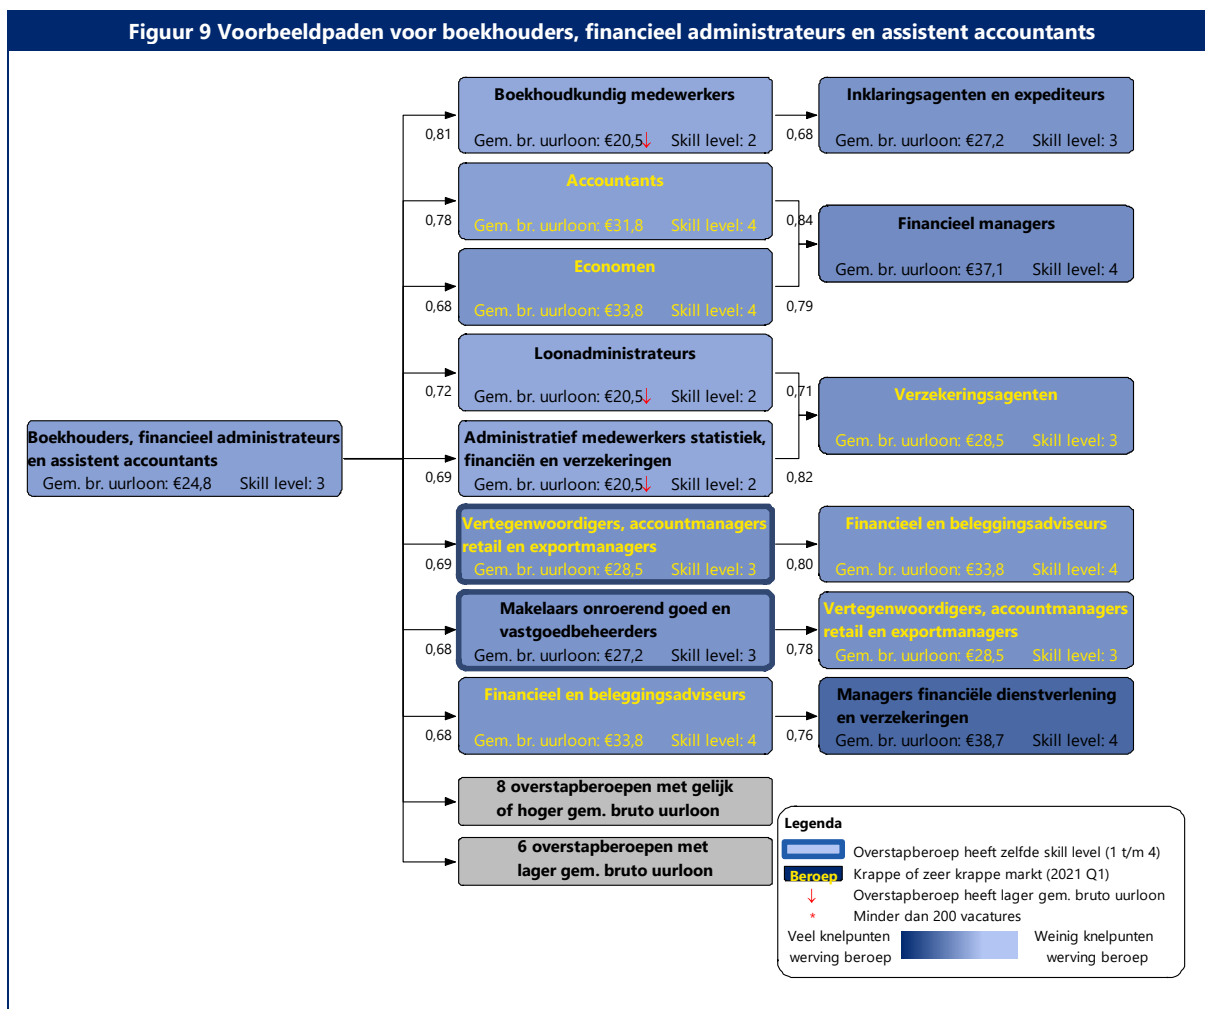 Figuur 9 Voorbeeldpaden voor boekhouders, financieel administrateurs en assistent accountants
Boekhouders, financieel administrateurs
en assistent accountants
Gem. br. uurloon: €24,8 Skill level: 3
0,81
Boekhoudkundig medewerkers
Gem. br. uurloon: €20,5↓ Skill level: 2
0,68
Inklaringsagenten en expediteurs
Gem. br. uurloon: €27,2 Skill level: 3
0,78
Accountants
Gem. br. uurloon: €31,8 Skill level: 4
0,84
Financieel managers
Gem. br. uurloon: €37,1 Skill level: 4
0,68
Economen
Gem. br. uurloon: €33,8 Skill level: 4
0,79
0,72
Loonadministrateurs
Gem. br. uurloon: €20,5↓ Skill level: 2
0,71
Verzekeringsagenten
Gem. br. uurloon: €28,5 Skill level: 3
0,69
Administratief medewerkers statistiek,
financiën en verzekeringen
Gem. br. uurloon: €20,5↓ Skill level: 2
0,82
0,69
Vertegenwoordigers, accountmanagers
retail en exportmanagers
Gem. br. uurloon: €28,5 Skill level: 3
0,80
Financieel en beleggingsadviseurs
Gem. br. uurloon: €33,8 Skill level: 4
0,68
Makelaars onroerend goed en
vastgoedbeheerders
Gem. br. uurloon: €27,2 Skill level: 3
0,78
Vertegenwoordigers, accountmanagers
retail en exportmanagers
Gem. br. uurloon: €28,5 Skill level: 3
0,68
Financieel en beleggingsadviseurs
Gem. br. uurloon: €33,8 Skill level: 4
0,76
Managers financiële dienstverlening
en verzekeringen
Gem. br. uurloon: €38,7 Skill level: 4
8 overstapberoepen met gelijk
of hoger gem. bruto uurloon
6 overstapberoepen met
lager gem. bruto uurloon
Legenda
Overstapberoep heeft zelfde skill level (1 t/m 4)
Beroep Krappe of zeer krappe markt (2021 Q1)
↓ Overstapberoep heeft lager gem. bruto uurloon
* Minder dan 200 vacatures
Veel knelpunten
werving beroep
Weinig knelpunten
werving beroep